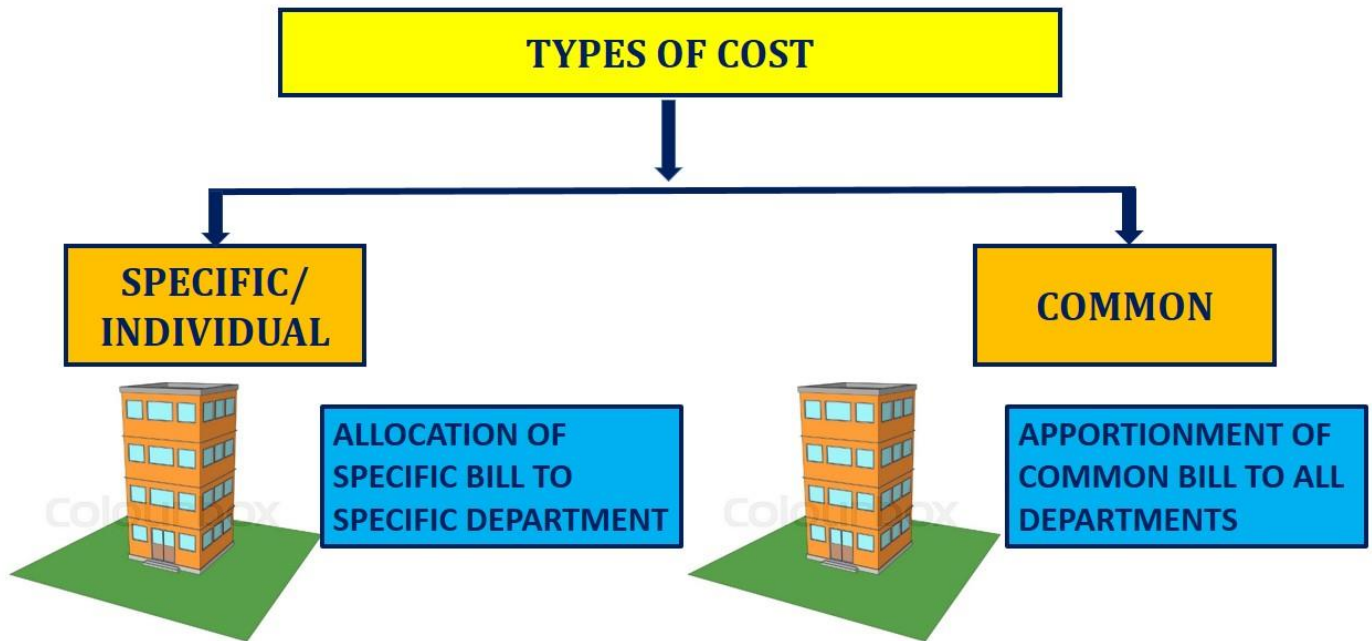 TYPES OF COST
SPECIFIC/
INDIVIDUAL
COMMON
ALLOCATION OF
SPECIFIC BILL TO
SPECIFIC DEPARTMENT
APPORTIONMENT OF
COMMON BILL TO ALL
DEPARTMENTS